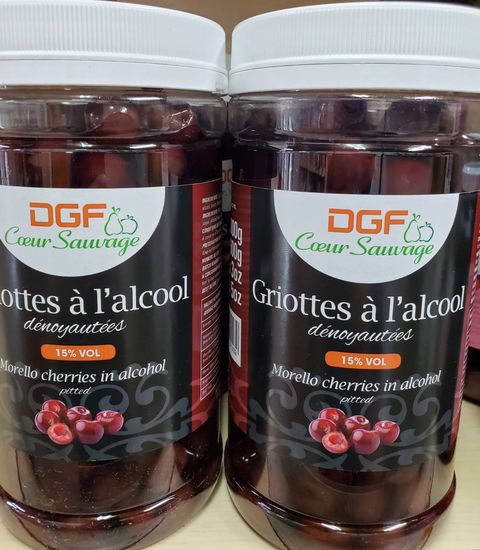 DGF
Cœur Sauvage
ottes à l'alcool
dénoyautées
15% VOL
Morello cherries in alcohol
pitted
DGF
Cœur Sauvage
Griottes à l'alcool
dénoyautées
15% VOL
Morello cherries in alcohol
pitted